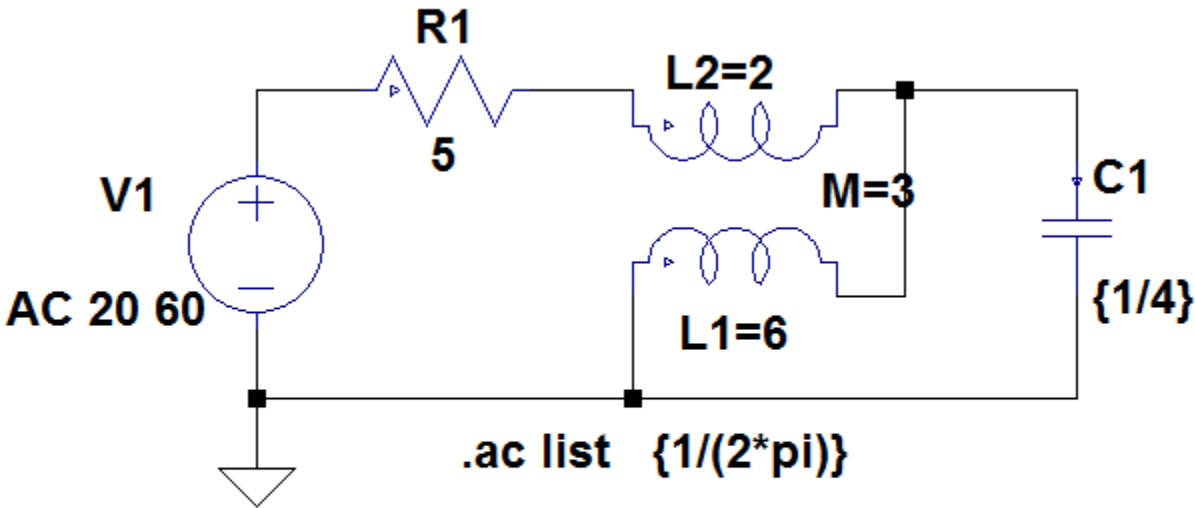 R1
L2=2
5
V1
M=3
C1
AC 20 60
L1=6
{1/4}
.ac list {1/(2*pi)}